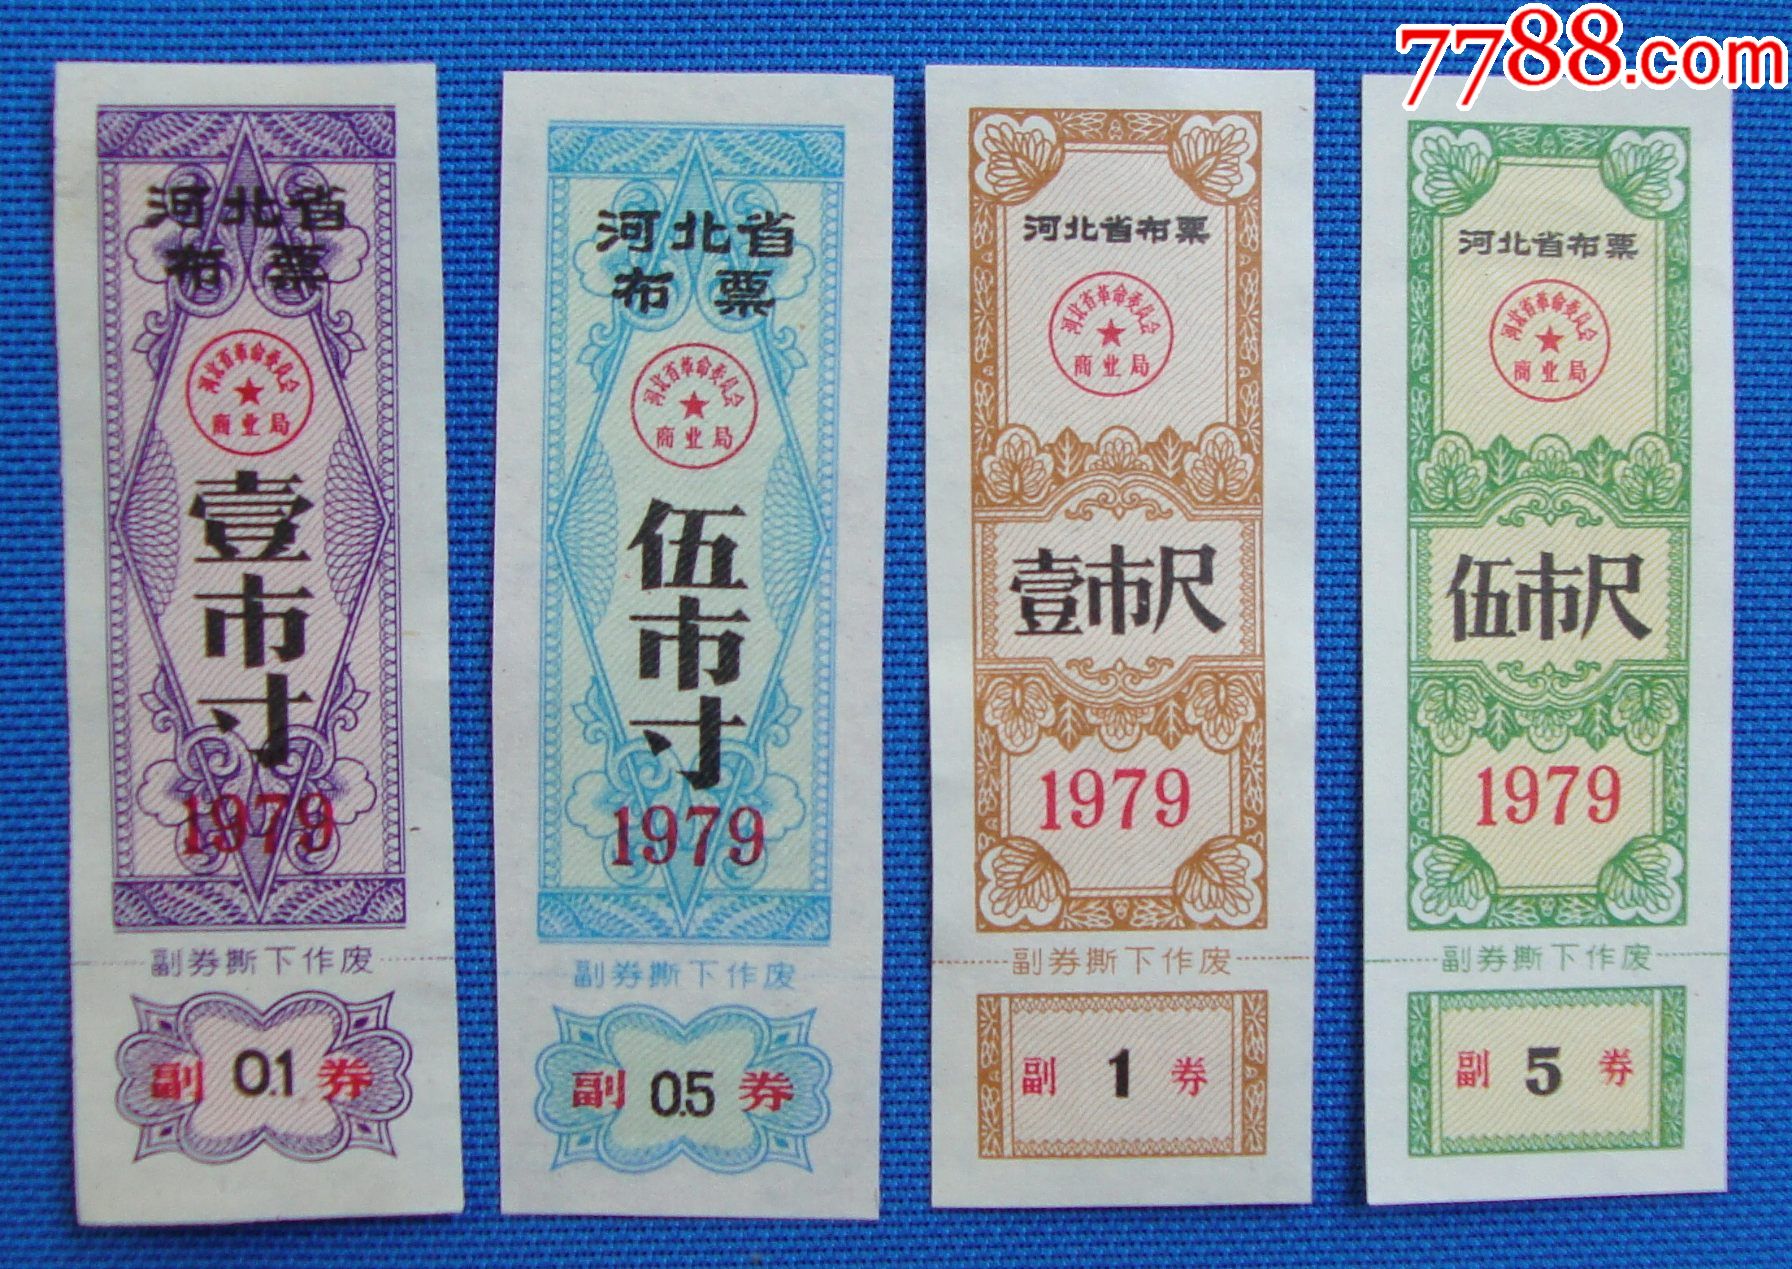 7788.com
河北省
布票
河北省革命委员会
商业局
壹市寸
1979
副券撕下作废
副 0.1 券
河北省
布票
河北省革命委员会
商业局
伍市寸
1979
副券撕下作废
副 0.5 券
河北省布票
河北省革命委员会
商业局
壹市尺
1979
副券撕下作废
副 1 券
河北省布票
河北省革命委员会
商业局
伍市尺
1979
副券撕下作废
副 5 券